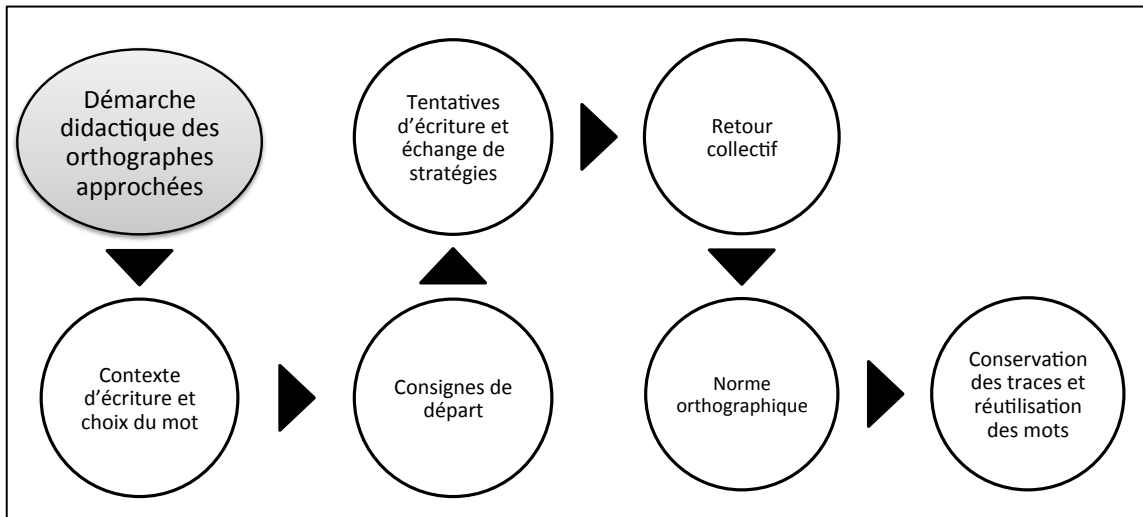 Démarche
didactique des
orthographes
approchées
Contexte
d'écriture et
choix du mot
Consignes de
départ
Tentatives
d'écriture et
échange de
stratégies
Retour
collectif
Norme
orthographique
Conservation
des traces et
réutilisation
des mots